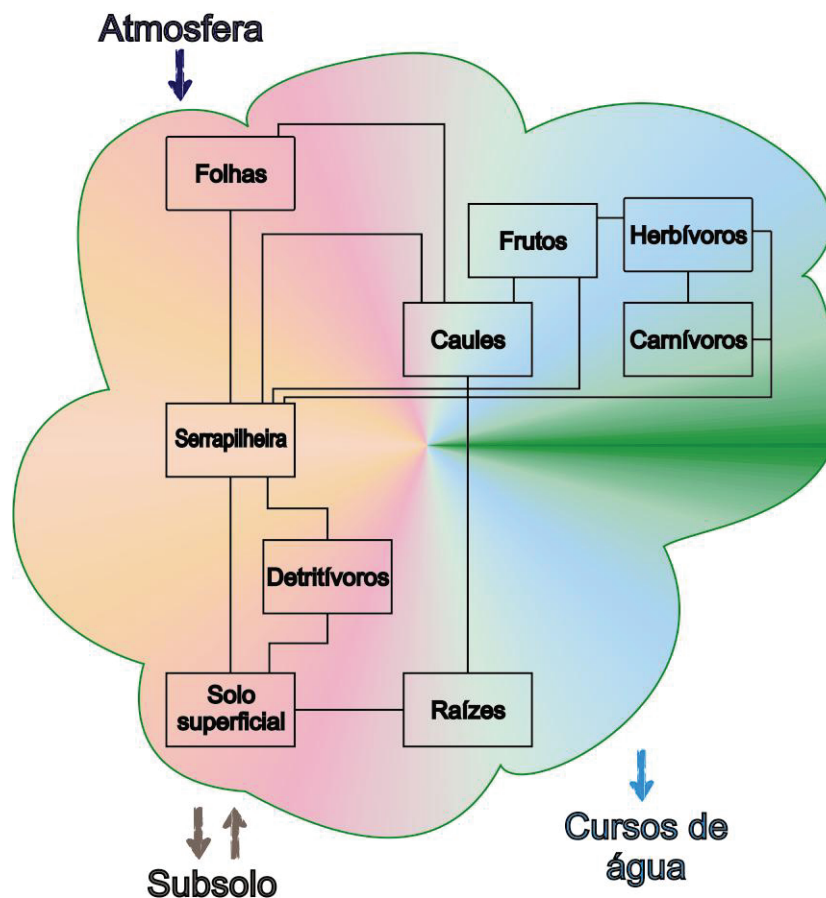 Atmosfera
Folhas
Frutos
Herbívoros
Caules
Carnívoros
Serrapilheira
Detritívoros
Solo
superficial
Raízes
Cursos de
água
Subsolo